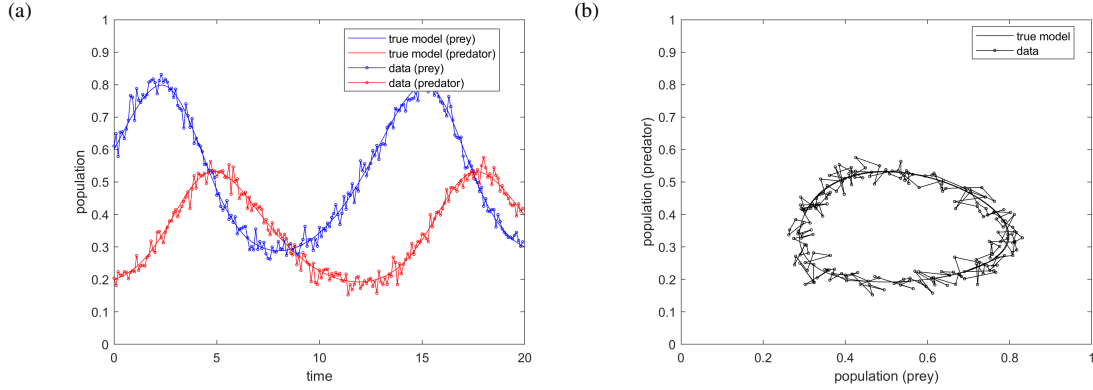 (a)
1
0.9
0.8
0.7
0.6
0.5
0.4
0.3
0.2
0.1
0
population
0
5
10
15
20
time
true model (prey)
true model (predator)
data (prey)
data (predator)
(b)
1
0.9
0.8
0.7
0.6
0.5
0.4
0.3
0.2
0.1
0
population (predator)
0
0.2
0.4
0.6
0.8
1
population (prey)
true model
data